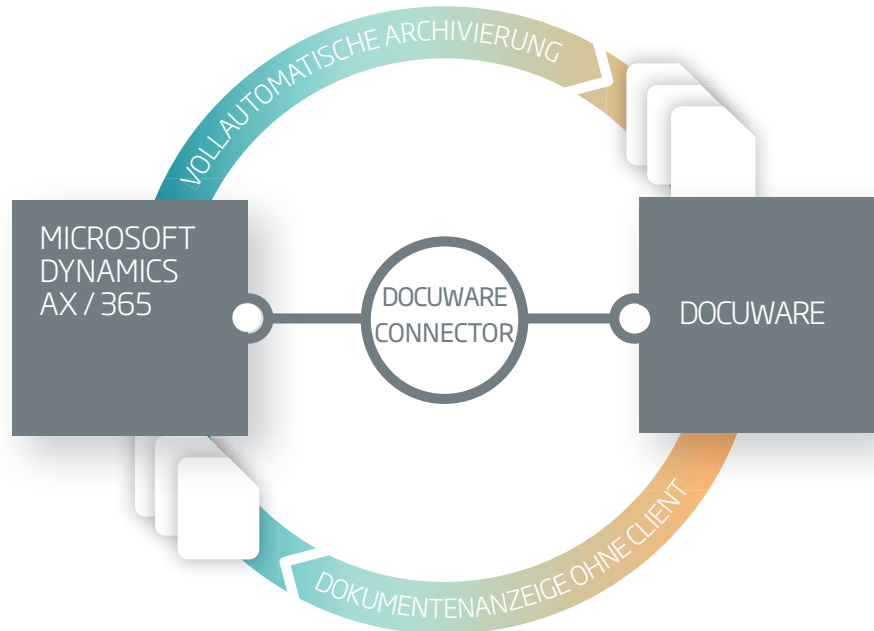 VOLLAUTOMATISCHE ARCHIVIERUNG
MICROSOFT
DYNAMICS
AX / 365
DOCUWARE
CONNECTOR
DOCUWARE
DOKUMENTENANZEIGE OHNE CLIENT